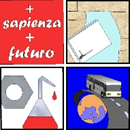 +
sapienza
+
futuro